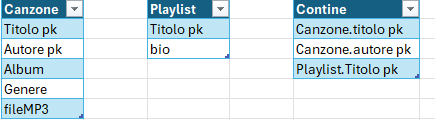 Canzone
Titolo pk
Autore pk
Album
Genere
fileMP3
Playlist
Titolo pk
bio
Contine
Canzone.titolo pk
Canzone.autore pk
Playlist.Titolo pk